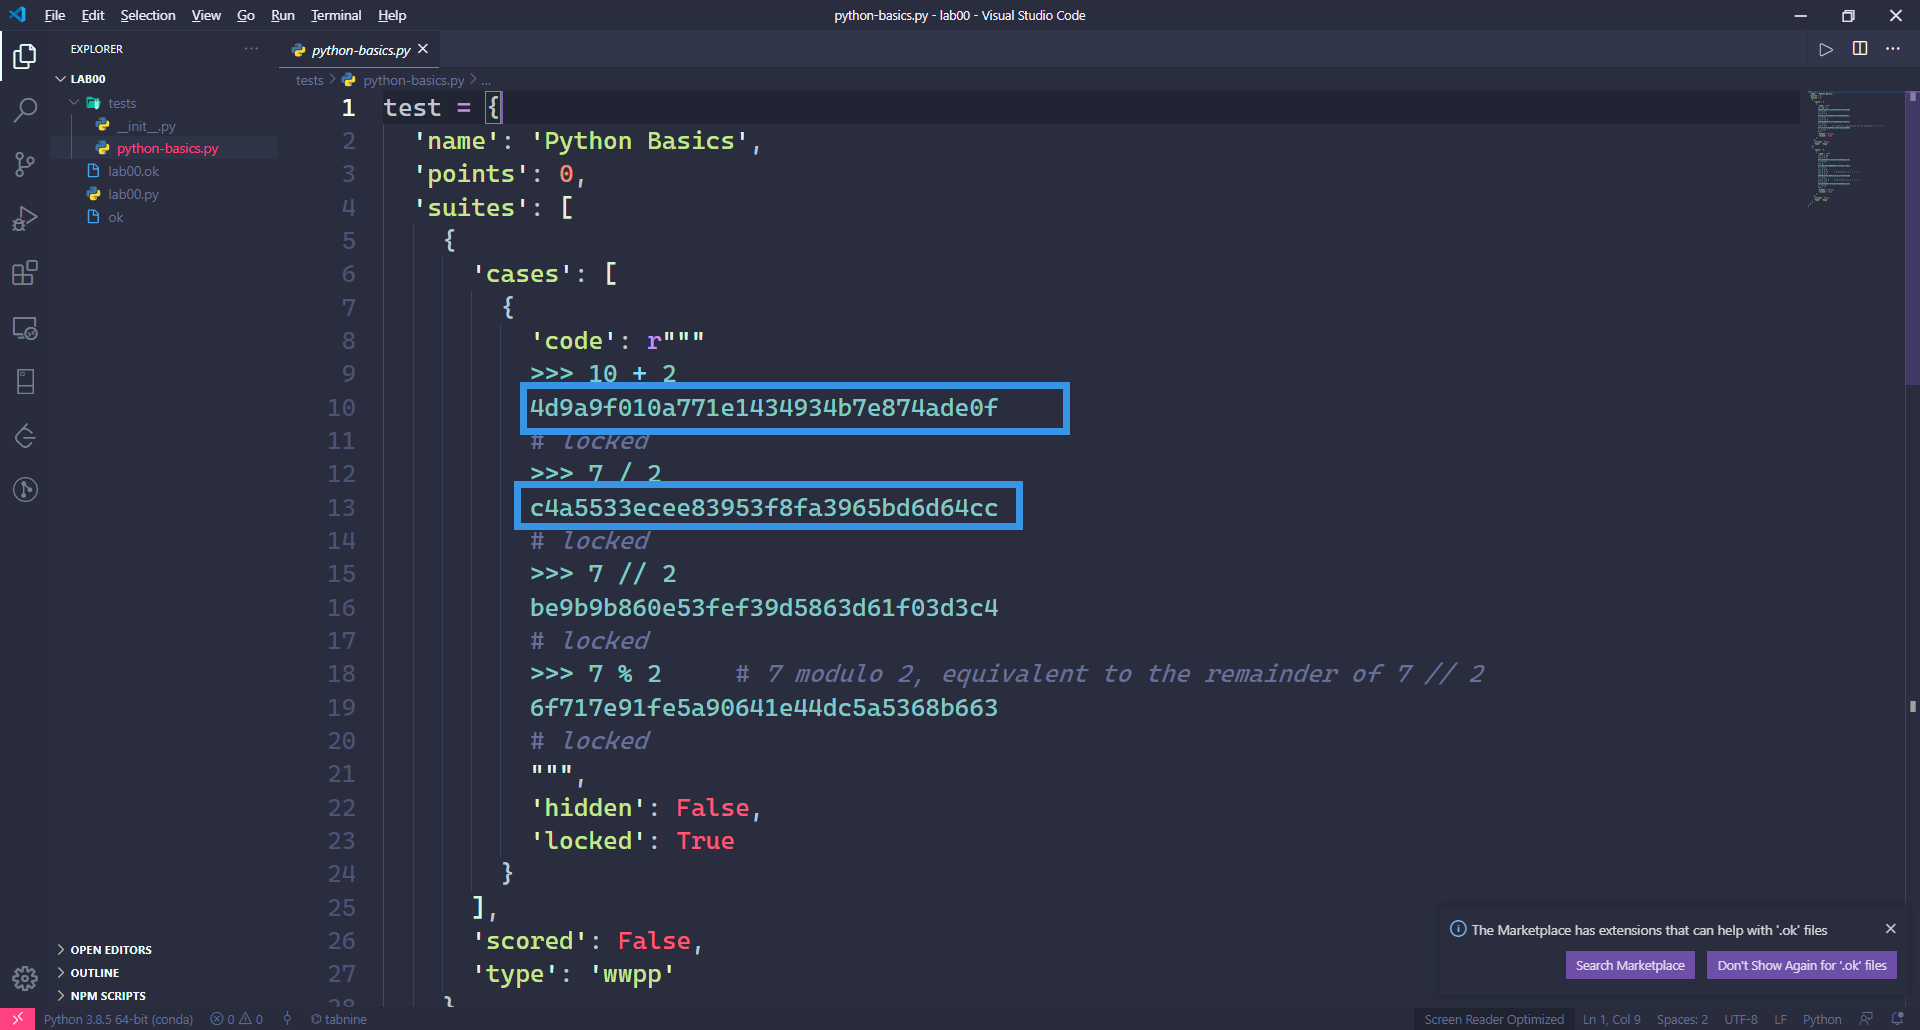 File Edit Selection View Go Run Terminal Help
python-basics.py - lab00 - Visual Studio Code
EXPLORER
LAB00
tests
__init__.py
python-basics.py
lab00.ok
lab00.py
ok
OPEN EDITORS
OUTLINE
NPM SCRIPTS
python-basics.py
tests > python-basics.py > ...
1 test = {
2 'name': 'Python Basics',
3 'points': 0,
4 'suites': [
5 {
6 'cases': [
7 {
8 'code': r"""
9 >>> 10 + 2
10 4d9a9f010a771e1434934b7e874ade0f
11 # locked
12 >>> 7 / 2
13 c4a5533ecee83953f8fa3965bd6d64cc
14 # locked
15 >>> 7 // 2
16 be9b9b860e53fef39d5863d61f03d3c4
17 # locked
18 >>> 7 % 2 # 7 modulo 2, equivalent to the remainder of 7 // 2
19 6f717e91fe5a90641e44dc5a5368b663
20 # locked
21 """,
22 'hidden': False,
23 'locked': True
24 }
25 ],
26 'scored': False,
27 'type': 'wwpp'
28 }
The Marketplace has extensions that can help with '.ok' files
Search Marketplace
Don't Show Again for '.ok' files
Python 3.8.5 64-bit (conda) 0 0 tabnine
Screen Reader Optimized Ln 1, Col 9 Spaces: 2 UTF-8 LF Python